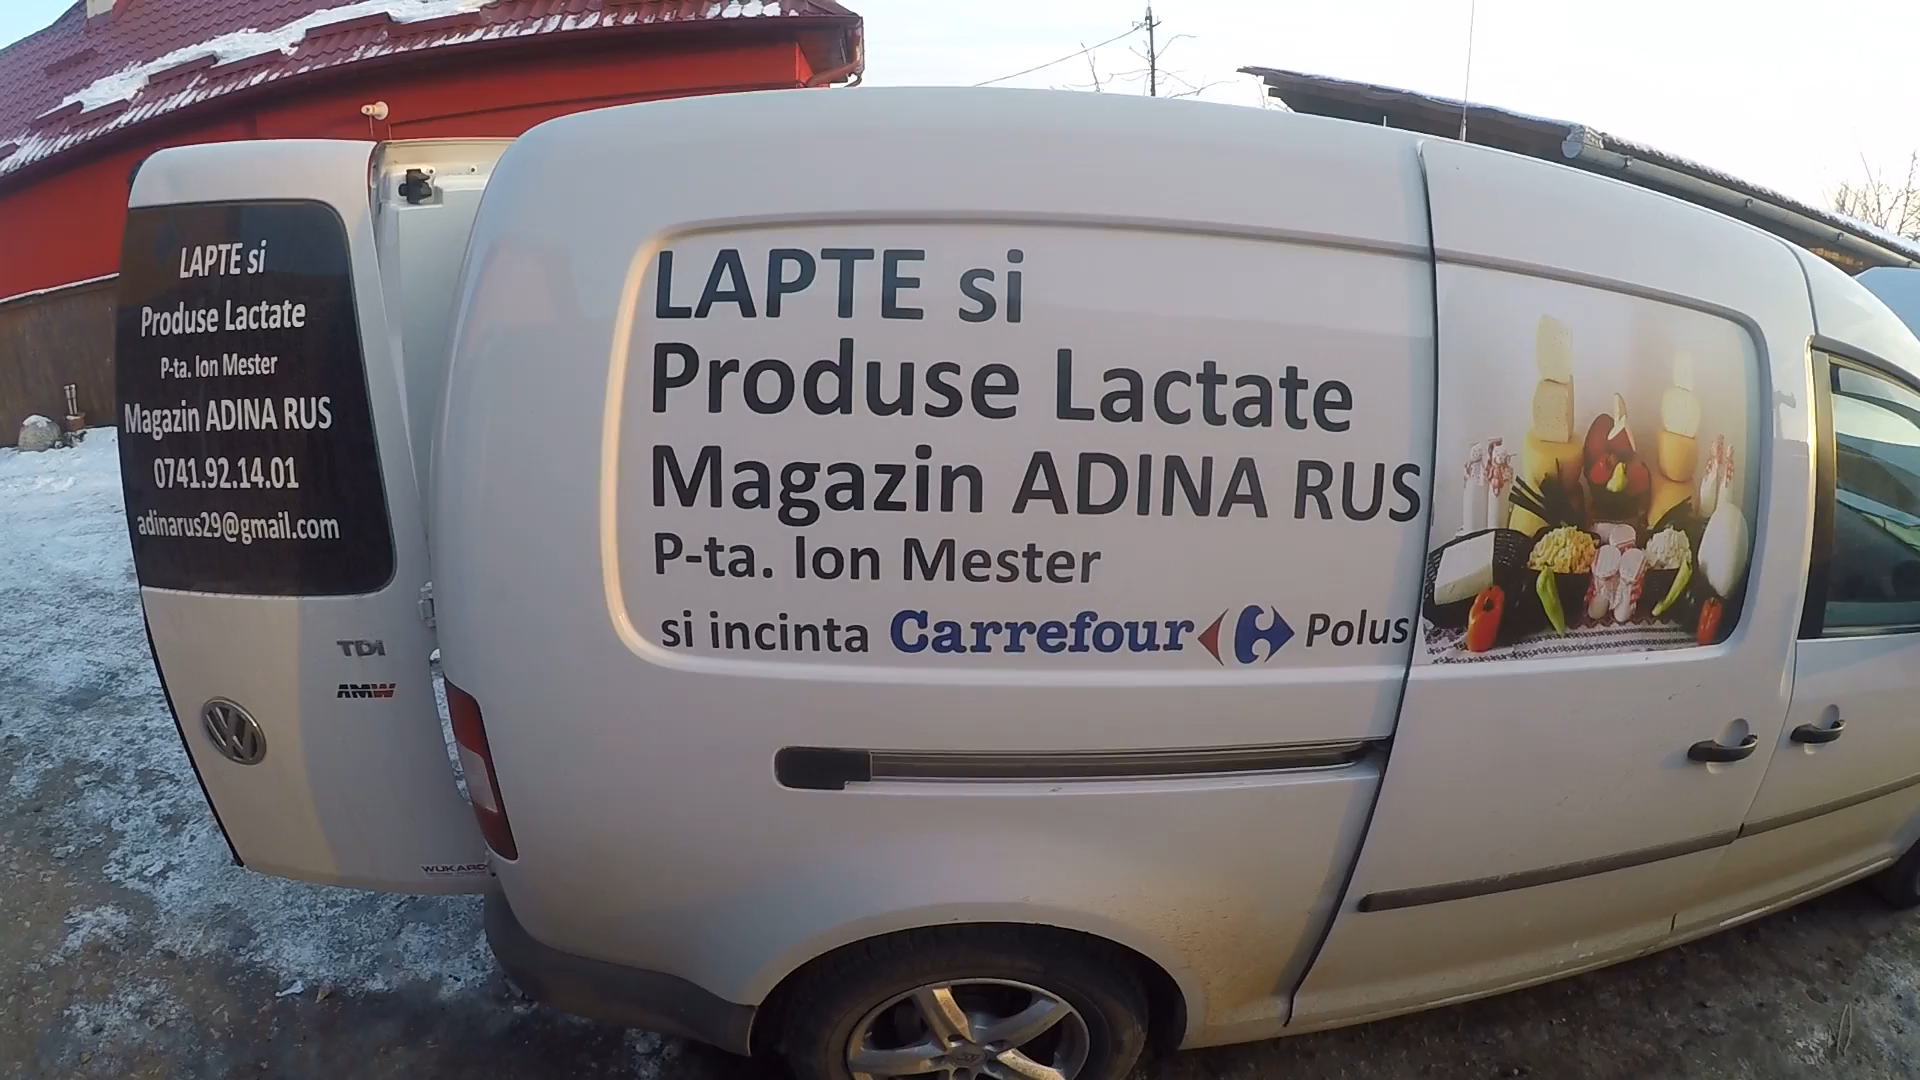 LAPTE si
Produse Lactate
P-ta. Ion Mester
Magazin ADINA RUS
0741.92.14.01
adinarus29@gmail.com
TDI
AMW
LAPTE si
Produse Lactate
Magazin ADINA RUS
P-ta. Ion Mester
si incinta Carrefour Polus